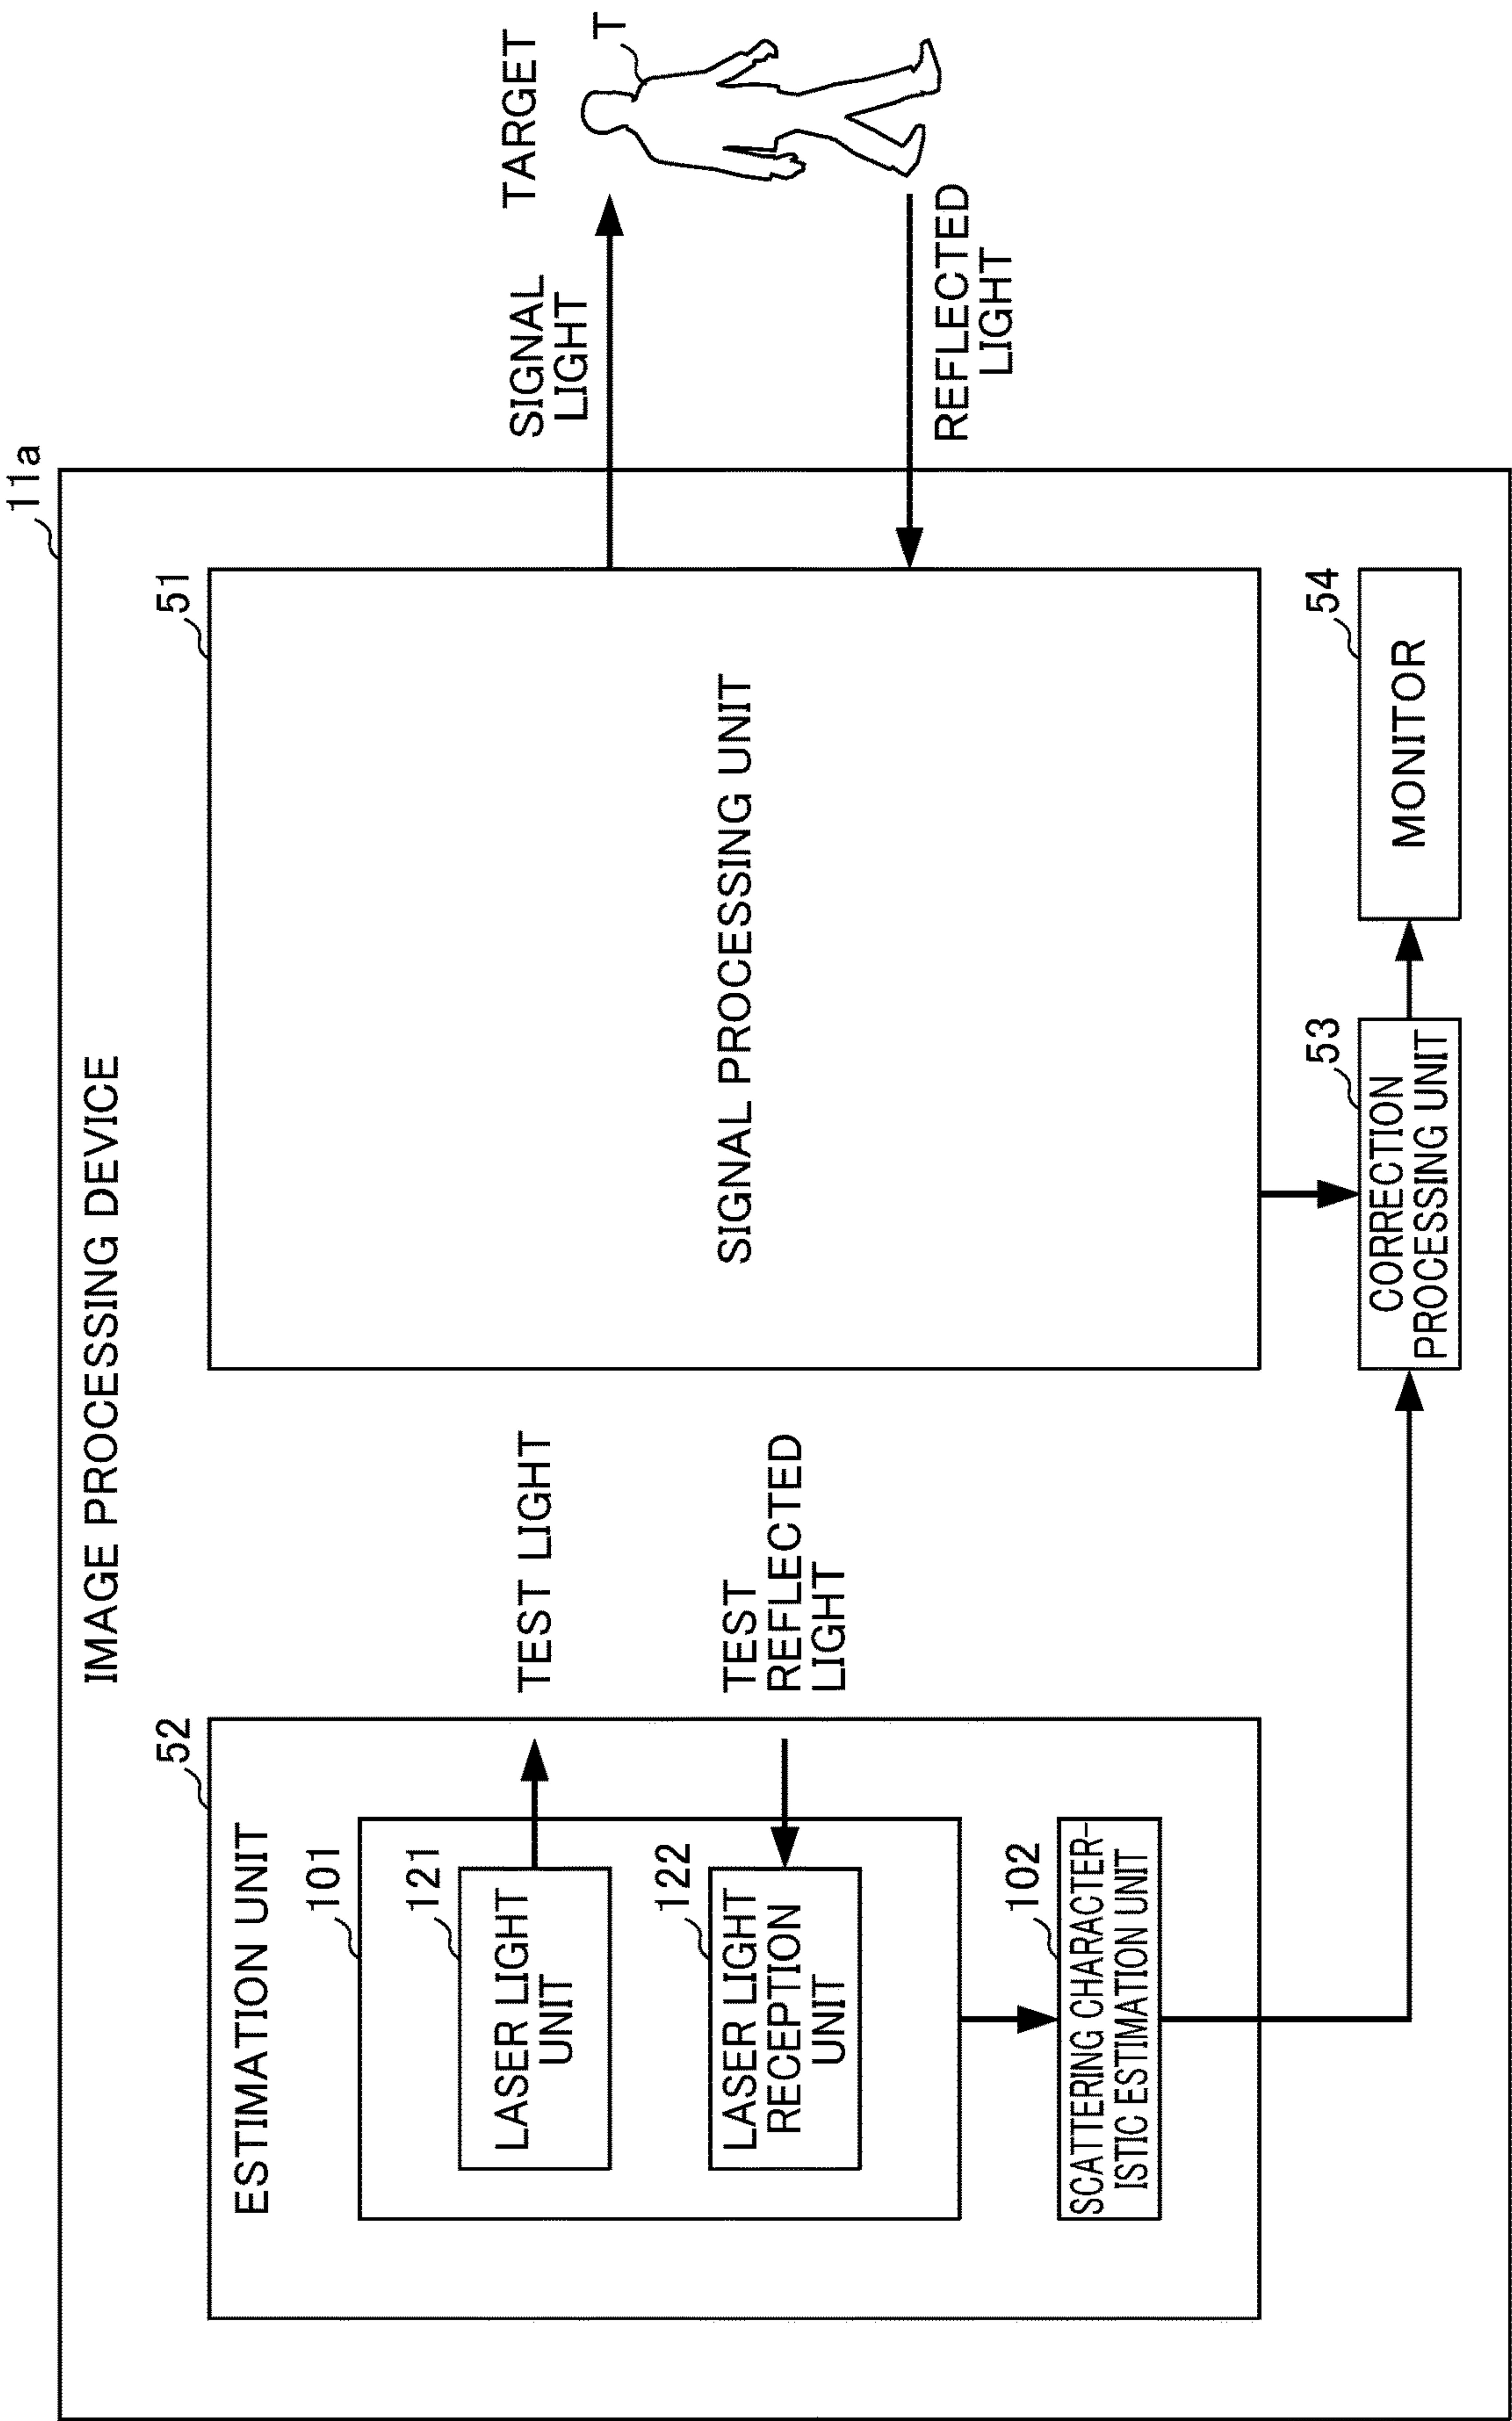 11a
IMAGE PROCESSING DEVICE
52
ESTIMATION UNIT
101
121
LASER LIGHT
UNIT
122
LASER LIGHT
RECEPTION
UNIT
102
SCATTERING CHARACTER-
ISTIC ESTIMATION UNIT
TEST LIGHT
TEST
REFLECTED
LIGHT
51
SIGNAL PROCESSING UNIT
53
CORRECTION
PROCESSING UNIT
54
MONITOR
SIGNAL
LIGHT
REFLECTED
LIGHT
TARGET
T